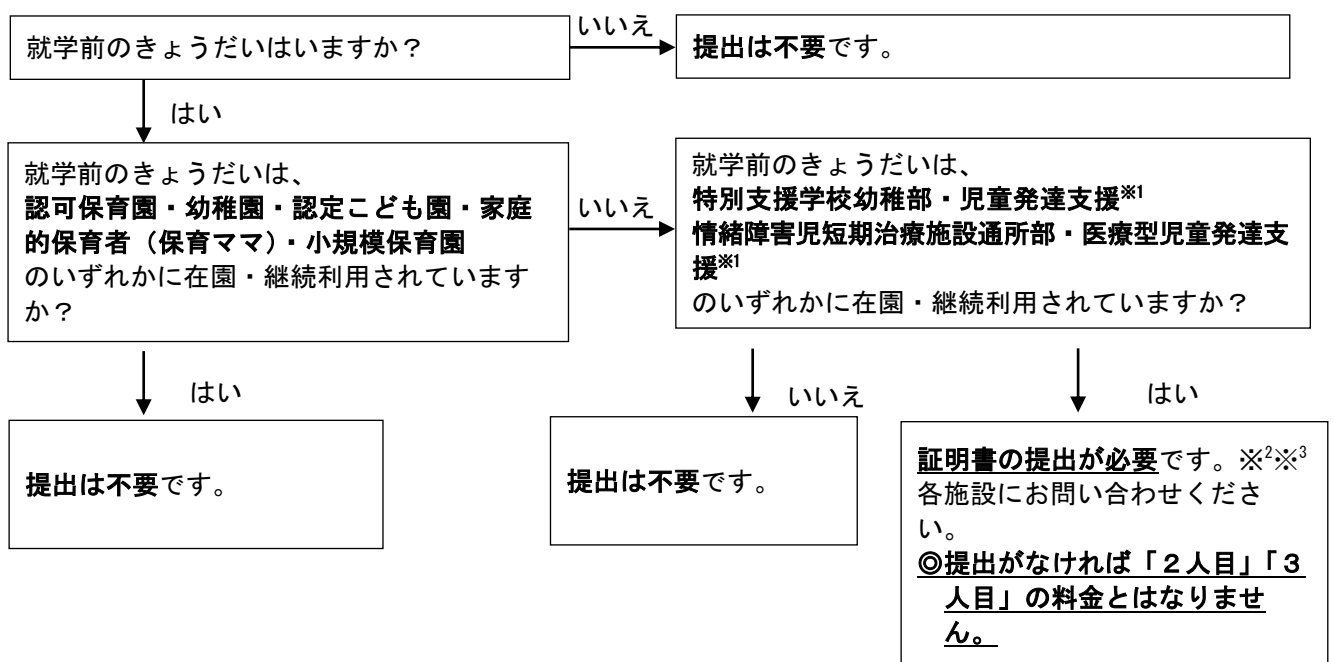 就学前のきょうだいはいますか？
いいえ
提出は不要です。
はい
就学前のきょうだいは、
認可保育園・幼稚園・認定こども園・家庭
的保育者（保育ママ）・小規模保育園
のいずれかに在園・継続利用されています
か？
いいえ
就学前のきょうだいは、
特別支援学校幼稚部・児童発達支援※1
情緒障害児短期治療施設通所部・医療型児童発達支
援※1
のいずれかに在園・継続利用されていますか？
はい
提出は不要です。
いいえ
提出は不要です。
はい
証明書の提出が必要です。※2※3
各施設にお問い合わせくださ
い。
◎提出がなければ「２人目」「３
人目」の料金とはなりませ
ん。